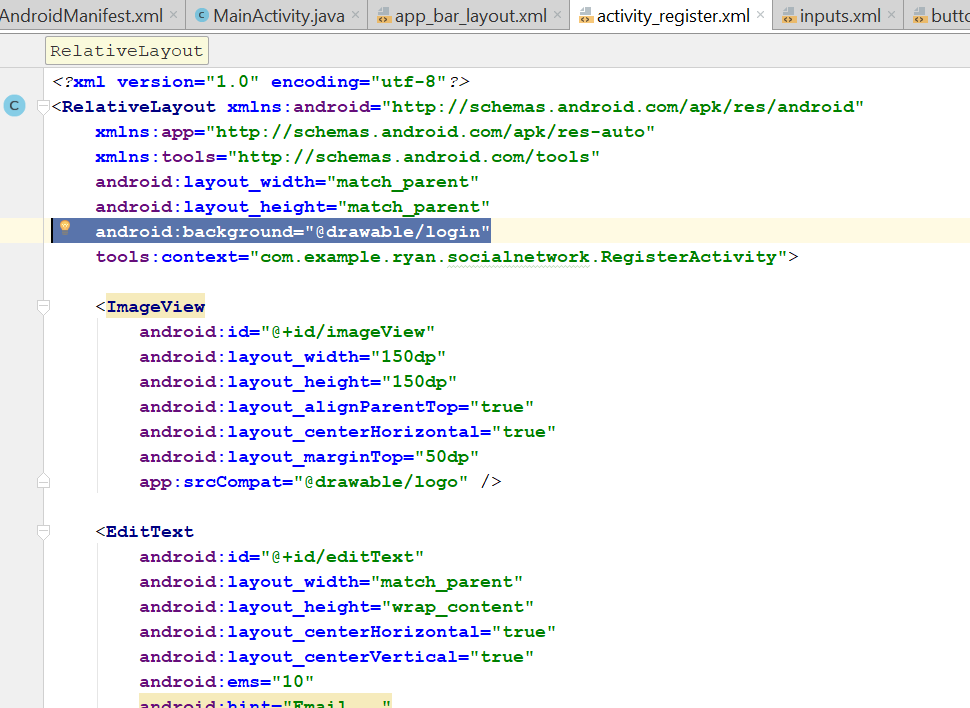 AndroidManifest.xml × C MainActivity.java × app_bar_layout.xml × activity_register.xml × inputs.xml ×
RelativeLayout
<?xml version="1.0" encoding="utf-8"?>
C <RelativeLayout xmlns:android="http://schemas.android.com/apk/res/android"
xmlns:app="http://schemas.android.com/apk/res-auto"
xmlns:tools="http://schemas.android.com/tools"
android:layout_width="match_parent"
android:layout_height="match_parent"
android:background="@drawable/login"
tools:context="com.example.ryan.socialnetwork.RegisterActivity">
<ImageView
android:id="@+id/imageView"
android:layout_width="150dp"
android:layout_height="150dp"
android:layout_alignParentTop="true"
android:layout_centerHorizontal="true"
android:layout_marginTop="50dp"
app:srcCompat="@drawable/logo" />
<EditText
android:id="@+id/editText"
android:layout_width="match_parent"
android:layout_height="wrap_content"
android:layout_centerHorizontal="true"
android:layout_centerVertical="true"
android:ems="10"
android:hint="Email..."